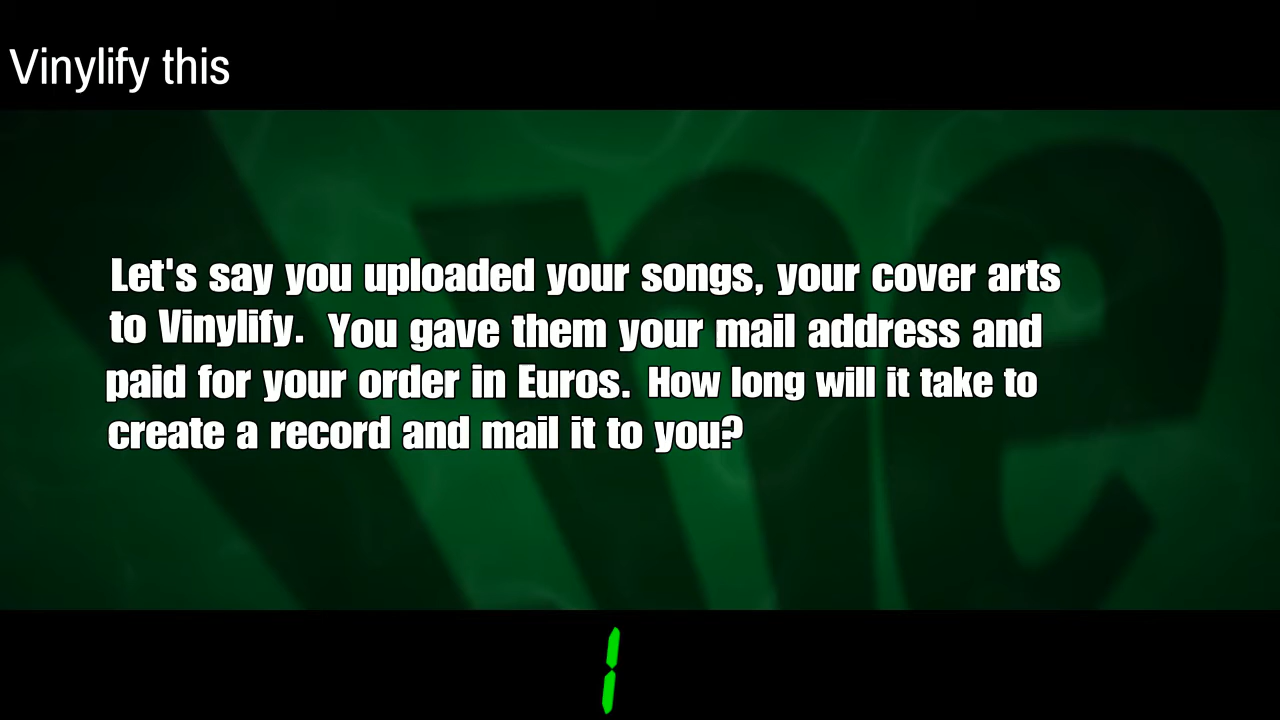 Vinylify this
Let's say you uploaded your songs, your cover arts
to Vinylify. You gave them your mail address and
paid for your order in Euros. How long will it take to
create a record and mail it to you?
1